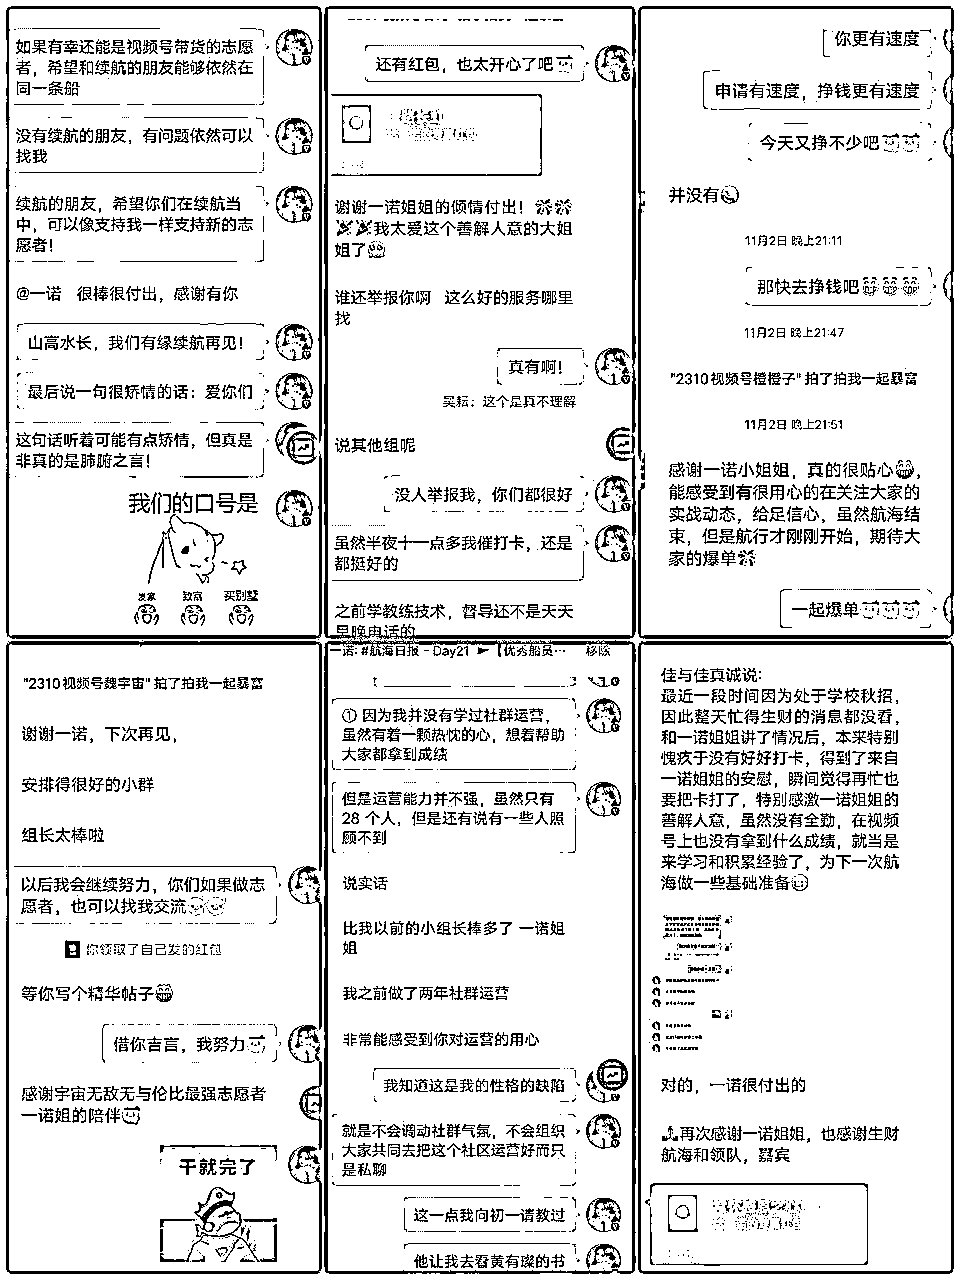 如果有幸还能是视频号带货的志愿
者，希望和续航的朋友能够依然在
同一条船
没有续航的朋友，有问题依然可以
找我
续航的朋友，希望你们在续航当
中，可以像支持我一样支持新的志
愿者！
@一诺 很棒很付出，感谢有你
山高水长，我们有缘续航再见！
最后说一句很矫情的话：爱你们
这句话听着可能有点矫情，但真是
非真的是肺腑之言！
我们的口号是
发家 致富 买别墅
还有红包，也太开心了吧
谢谢一诺姐姐的倾情付出！
我太爱这个善解人意的大姐
姐了
谁还举报你啊 这么好的服务哪里
找
真有啊！
吴耘：这个是真不理解
说其他组呢
没人举报我，你们都很好
虽然半夜十一点多我催打卡，还是
都挺好的
之前学教练技术，督导还不是天天
早晚电话的
你更有速度
申请有速度，挣钱更有速度
今天又挣不少吧
并没有
11月2日 晚上21:11
那快去挣钱吧
11月2日 晚上21:47
"2310视频号橙橙子" 拍了拍我一起暴富
11月2日 晚上21:51
感谢一诺小姐姐，真的很贴心，
能感受到有很用心的在关注大家的
实战动态，给足信心，虽然航海结
束，但是航行才刚刚开始，期待大
家的爆单
一起爆单
"2310视频号魏宇宙" 拍了拍我一起暴富
谢谢一诺，下次再见，
安排得很好的小群
组长太棒啦
以后我会继续努力，你们如果做志
愿者，也可以找我交流
你领取了自己发的红包
等你写个精华帖子
借你吉言，我努力
感谢宇宙无敌无与伦比最强志愿者
一诺姐的陪伴
干就完了
一诺: #航海日报 - Day21 【优秀船员… 移除
① 因为我并没有学过社群运营，
虽然有着一颗热忱的心，想着帮助
大家都拿到成绩
但是运营能力并不强，虽然只有
28 个人，但是还有说有一些人照
顾不到
说实话
比我以前的小组长棒多了 一诺姐
姐
我之前做了两年社群运营
非常能感受到你对运营的用心
我知道这是我的性格的缺陷
就是不会调动社群气氛，不会组织
大家共同去把这个社区运营好而只
是私聊
这一点我向初一请教过
他让我去看黄有璨的书
佳与佳真诚说:
最近一段时间因为处于学校秋招，
因此整天忙得生财的消息都没看，
和一诺姐姐讲了情况后，本来特别
愧疚于没有好好打卡，得到了来自
一诺姐姐的安慰，瞬间觉得再忙也
要把卡打了，特别感激一诺姐姐的
善解人意，虽然没有全勤，在视频
号上也没有拿到什么成绩，就当是
来学习和积累经验了，为下一次航
海做一些基础准备
对的，一诺很付出的
再次感谢一诺姐姐，也感谢生财
航海和领队，嘉宾